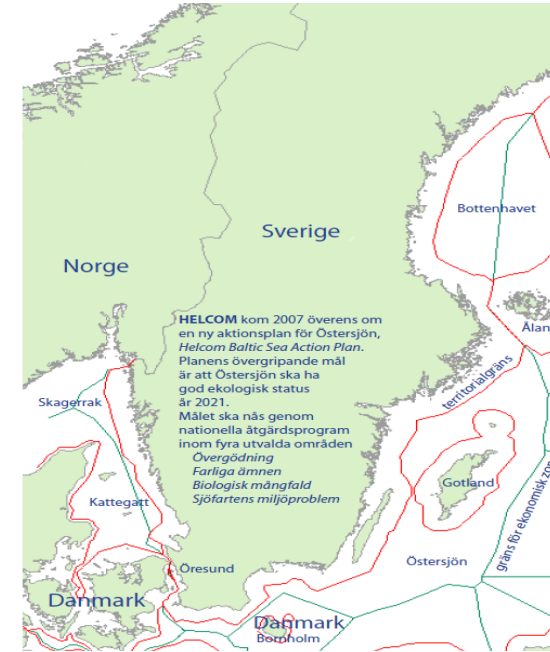 Bottenhavet
Sverige
Norge
HELCOM kom 2007 överens om
en ny aktionsplan för Östersjön,
Helcom Baltic Sea Action Plan.
Planens övergripande mål
är att Östersjön ska ha
god ekologisk status
år 2021.
Målet ska nås genom
nationella åtgärdsprogram
inom fyra utvalda områden
Övergödning
Farliga ämnen
Biologisk mångfald
Sjöfartens miljöproblem
Ålan
territorialgräns
Skagerrak
Gotland
gräns för ekonomisk zon
Kattegatt
Östersjön
Öresund
Danmark
Danmark
Bornholm